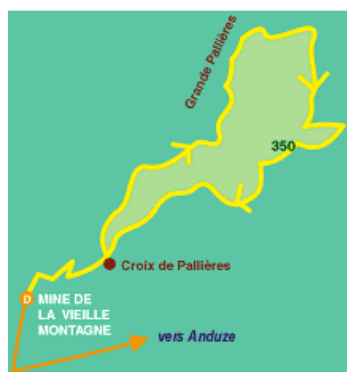 Grande Pallières
350
Croix de Pallières
D MINE DE
LA VIEILLE
MONTAGNE
vers Anduze